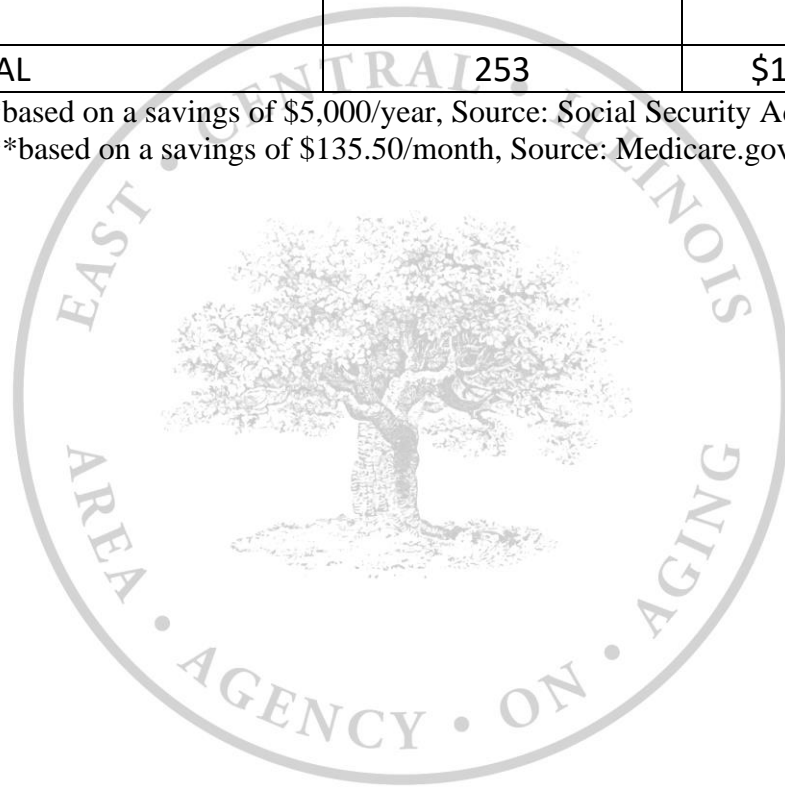 AL 253 $1
based on a savings of $5,000/year, Source: Social Security Ad
*based on a savings of $135.50/month, Source: Medicare.gov
EAST • CENTRAL • ILLINOIS
AREA • AGENCY • ON • AGING